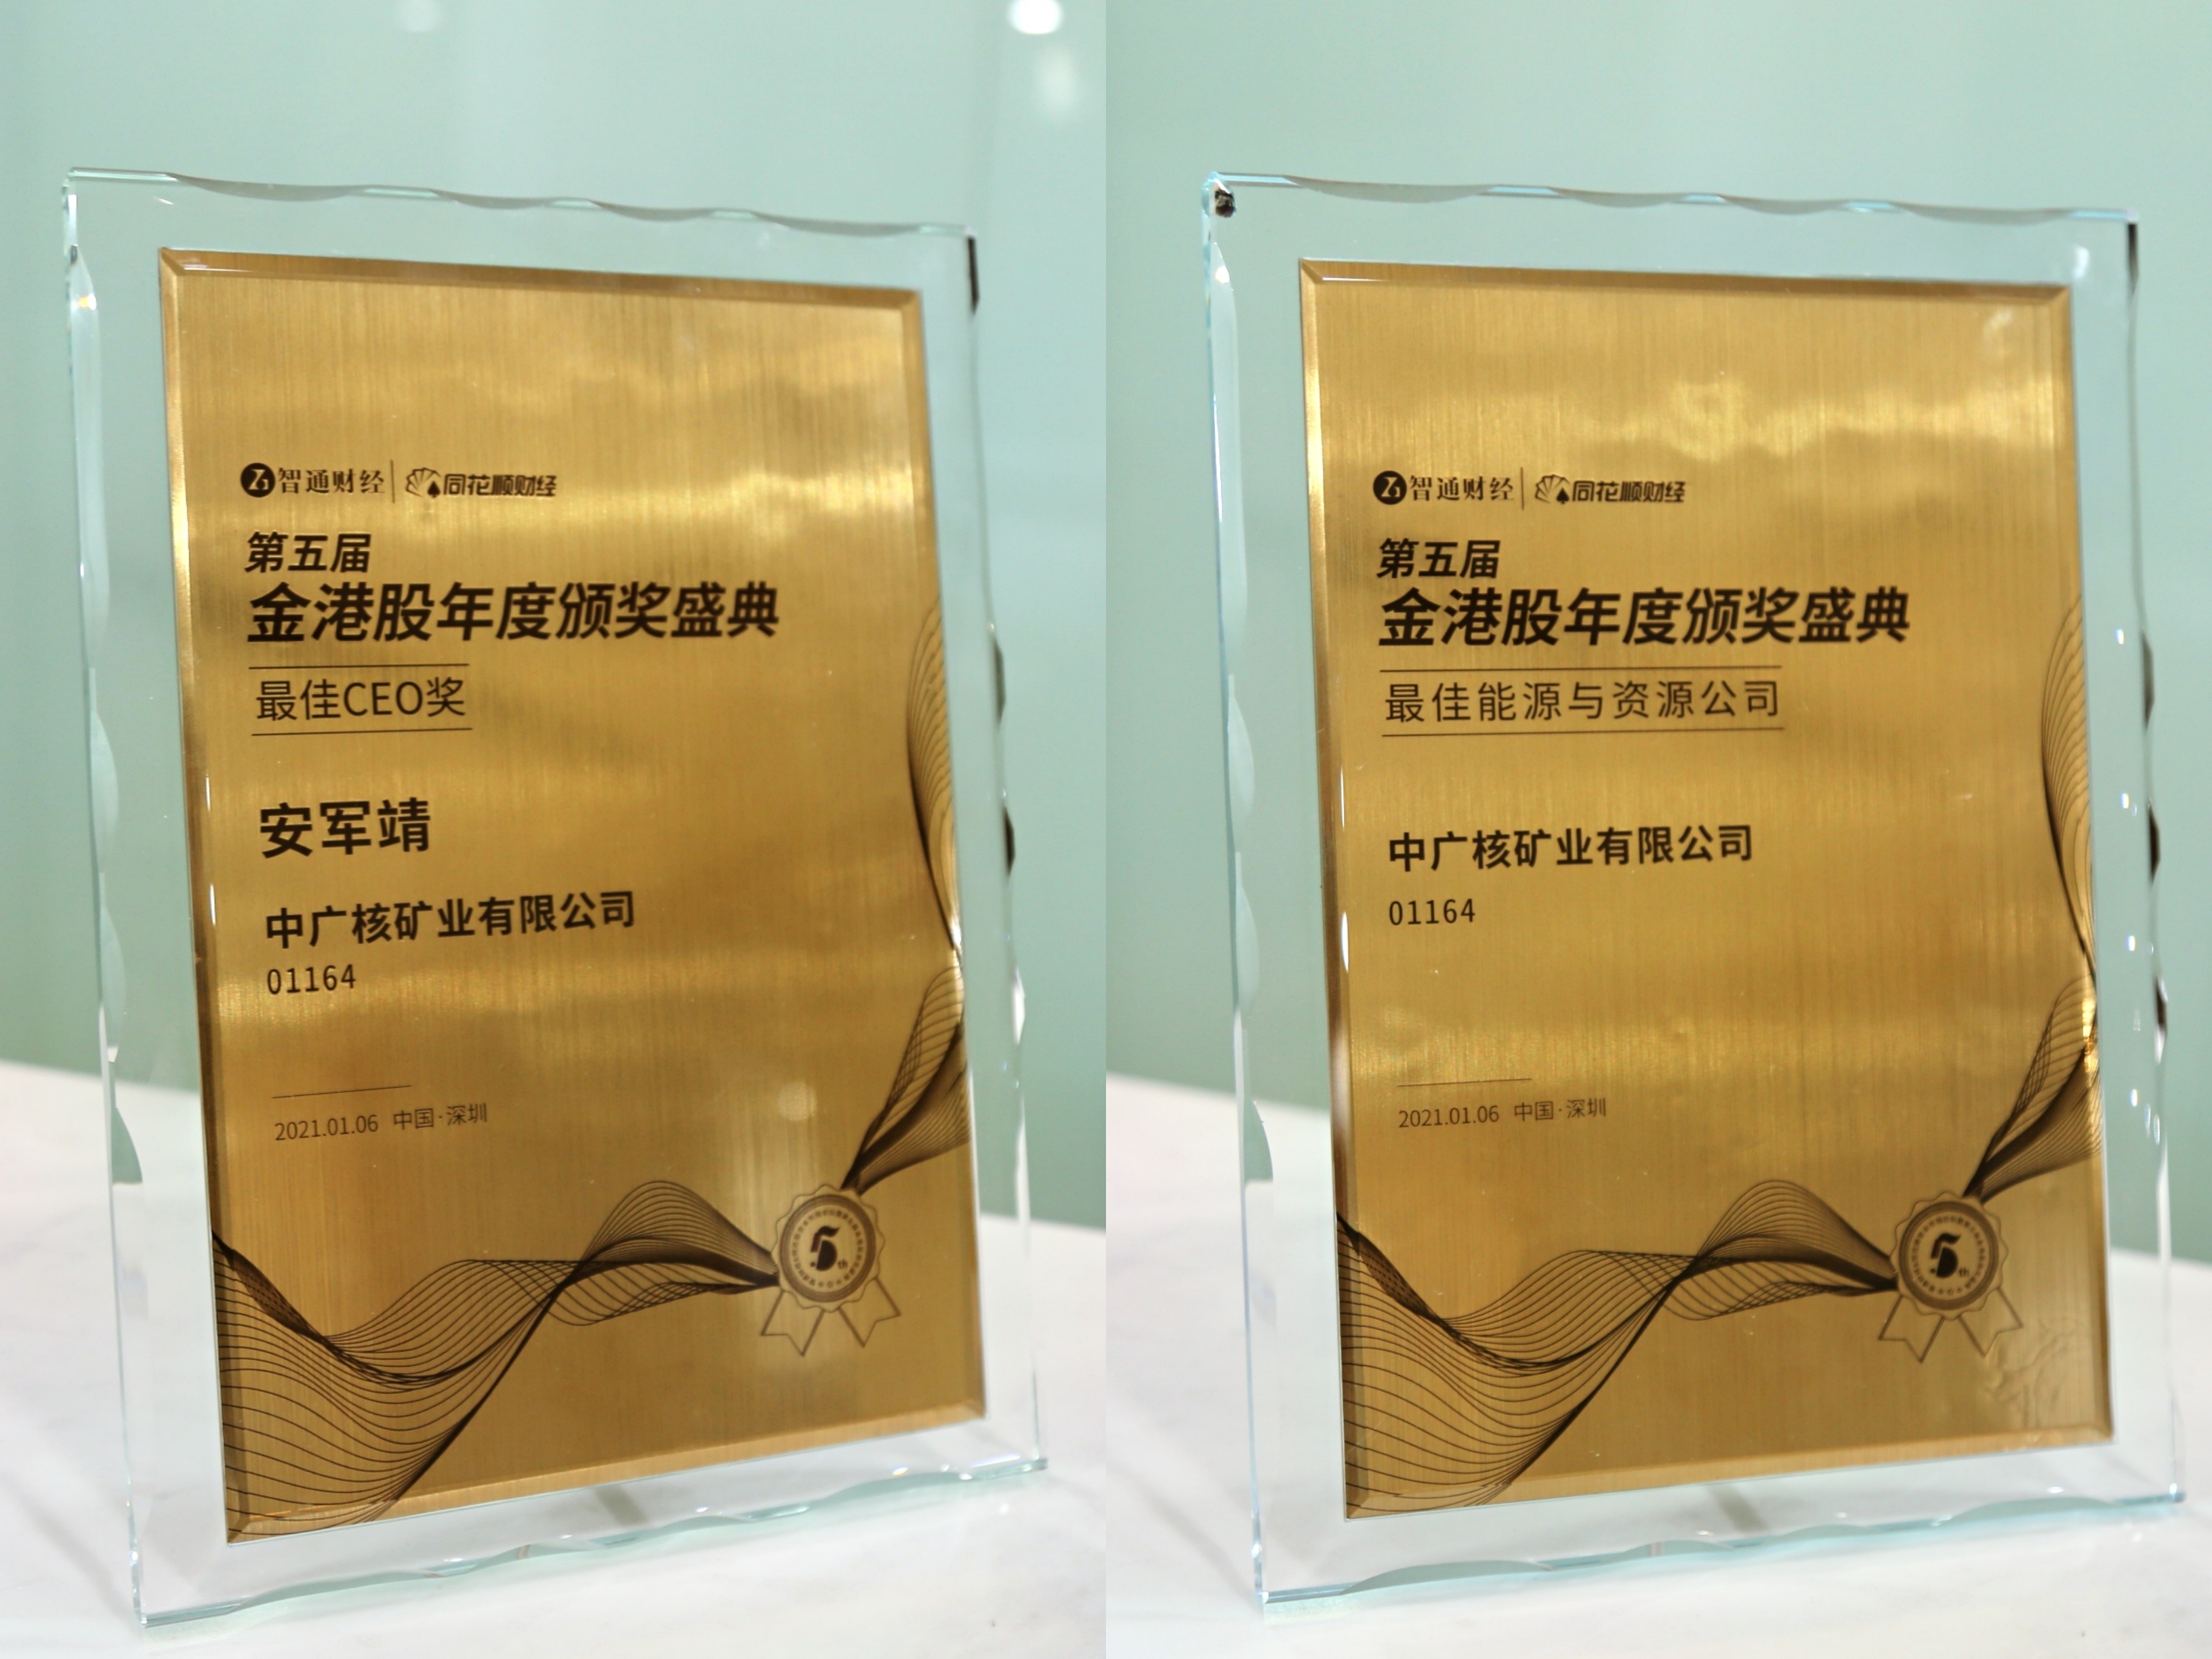 智通财经 同花顺财经
第五届
金港股年度颁奖盛典
最佳CEO奖
安军靖
中广核矿业有限公司
01164
2021.01.06 中国·深圳
5th
智通财经 同花顺财经
第五届
金港股年度颁奖盛典
最佳能源与资源公司
中广核矿业有限公司
01164
2021.01.06 中国·深圳
5th